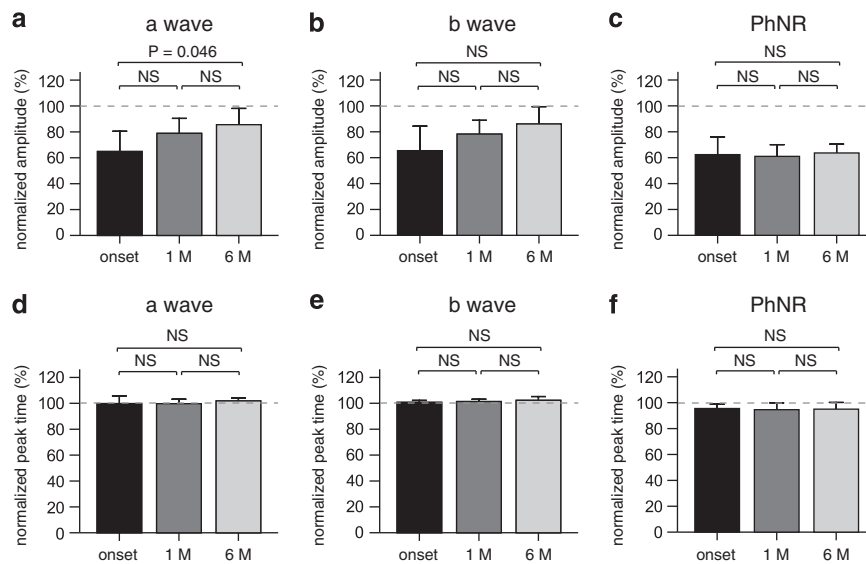 a a wave
P = 0.046
NS NS
normalized amplitude (%)
120
100
80
60
40
20
0
onset 1 M 6 M
b b wave
NS
NS NS
normalized amplitude (%)
120
100
80
60
40
20
0
onset 1 M 6 M
c PhNR
NS
NS NS
normalized amplitude (%)
120
100
80
60
40
20
0
onset 1 M 6 M
d a wave
NS
NS NS
normalized peak time (%)
120
100
80
60
40
20
0
onset 1 M 6 M
e b wave
NS
NS NS
normalized peak time (%)
120
100
80
60
40
20
0
onset 1 M 6 M
f PhNR
NS
NS NS
normalized peak time (%)
120
100
80
60
40
20
0
onset 1 M 6 M